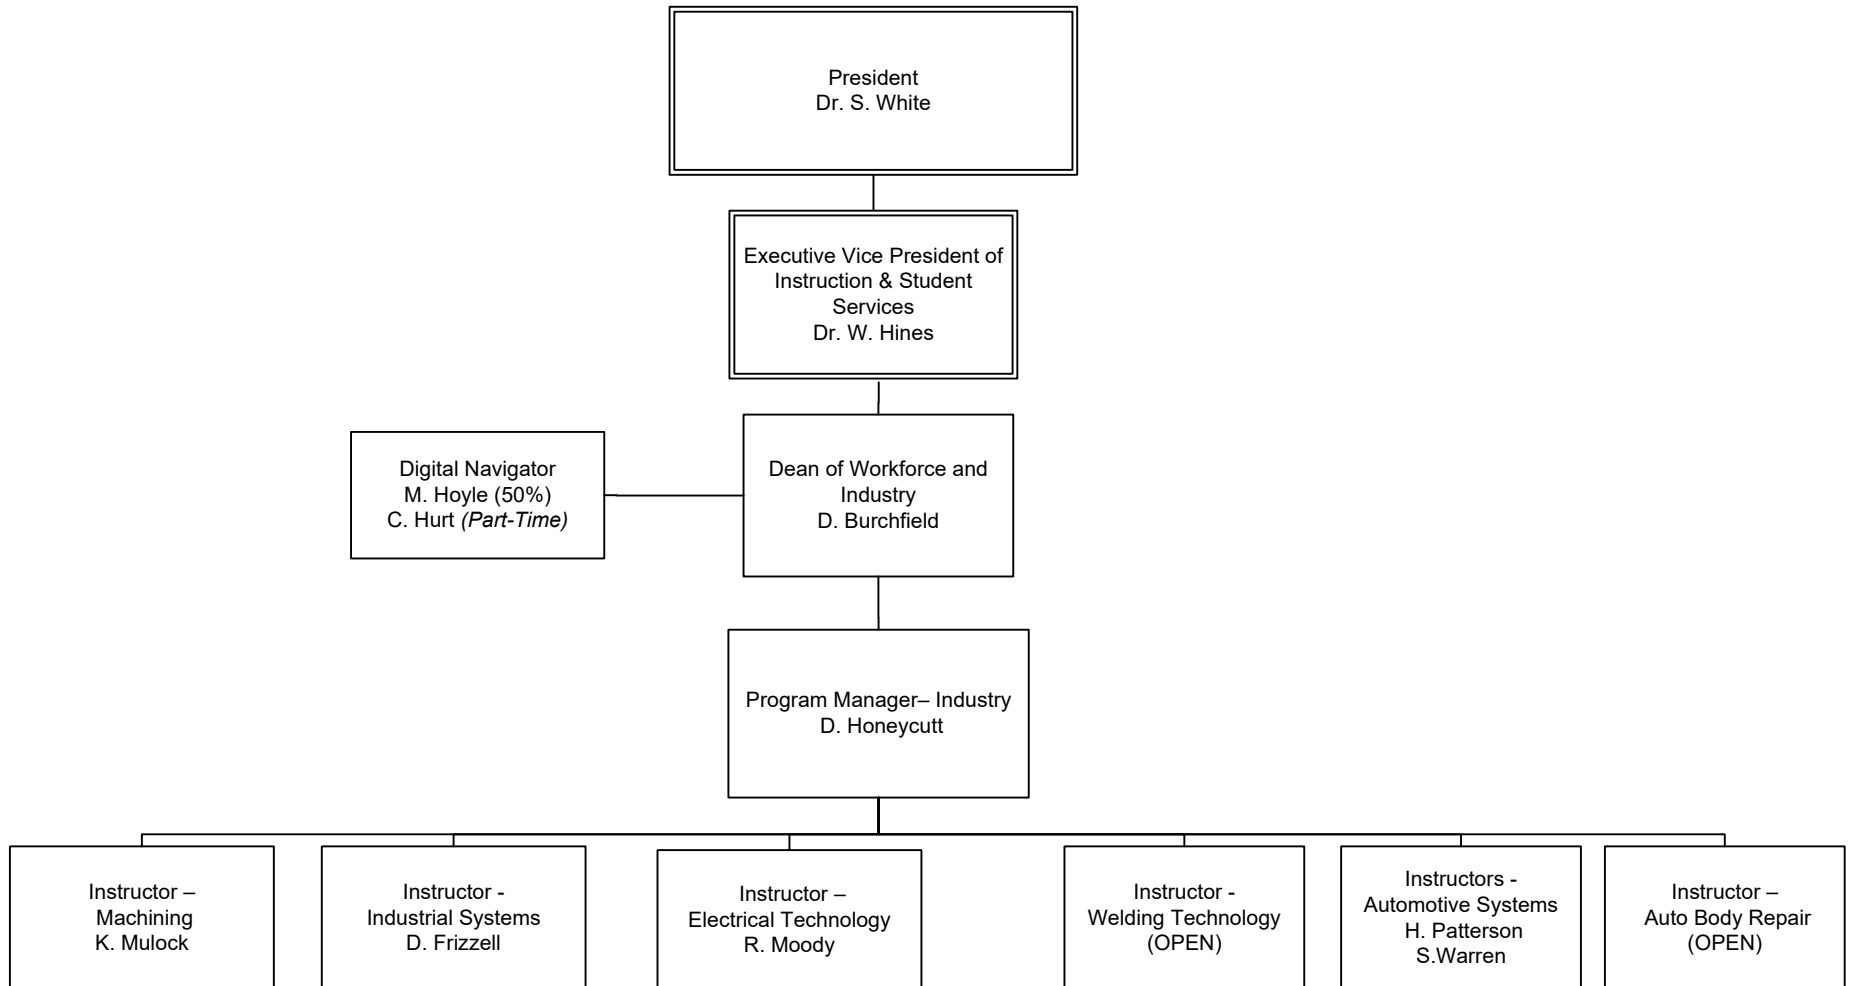 President
Dr. S. White
Executive Vice President of
Instruction & Student
Services
Dr. W. Hines
Digital Navigator
M. Hoyle (50%)
C. Hurt (Part-Time)
Dean of Workforce and
Industry
D. Burchfield
Program Manager– Industry
D. Honeycutt
Instructor –
Machining
K. Mulock
Instructor -
Industrial Systems
D. Frizzell
Instructor –
Electrical Technology
R. Moody
Instructor -
Welding Technology
(OPEN)
Instructors -
Automotive Systems
H. Patterson
S.Warren
Instructor –
Auto Body Repair
(OPEN)